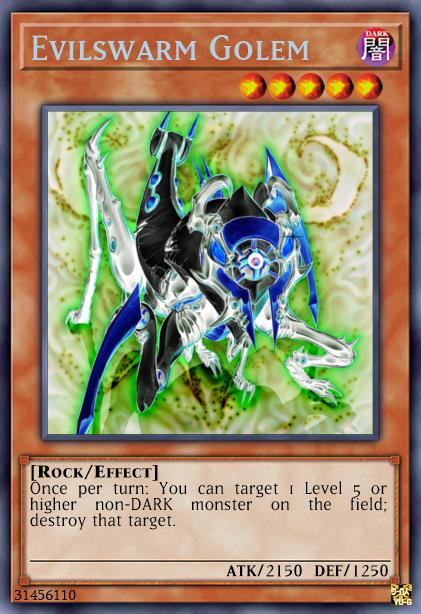 Evilswarm Golem
DARK
闇
[Rock/Effect]
Once per turn: You can target 1 Level 5 or
higher non-DARK monster on the field;
destroy that target.
ATK/2150 DEF/1250
31456110